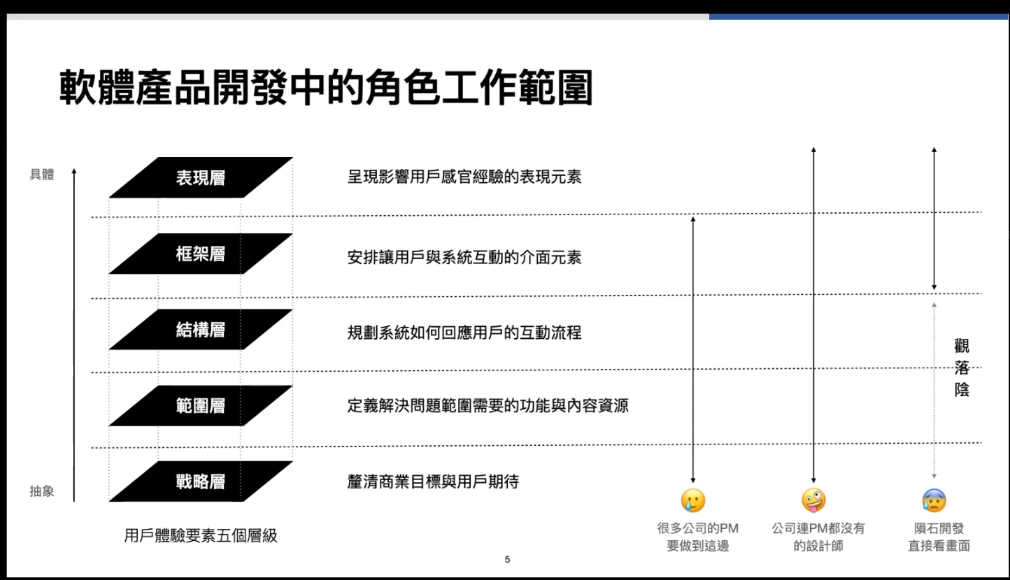 軟體產品開發中的角色工作範圍
具體
表現層
呈現影響用戶感官經驗的表現元素
框架層
安排讓用戶與系統互動的介面元素
結構層
規劃系統如何回應用戶的互動流程
範圍層
定義解決問題範圍需要的功能與內容資源
戰略層
釐清商業目標與用戶期待
抽象
觀
落
陰
用戶體驗要素五個層級
很多公司的PM
要做到這邊
公司連PM都沒有
的設計師
隕石開發
直接看畫面
5